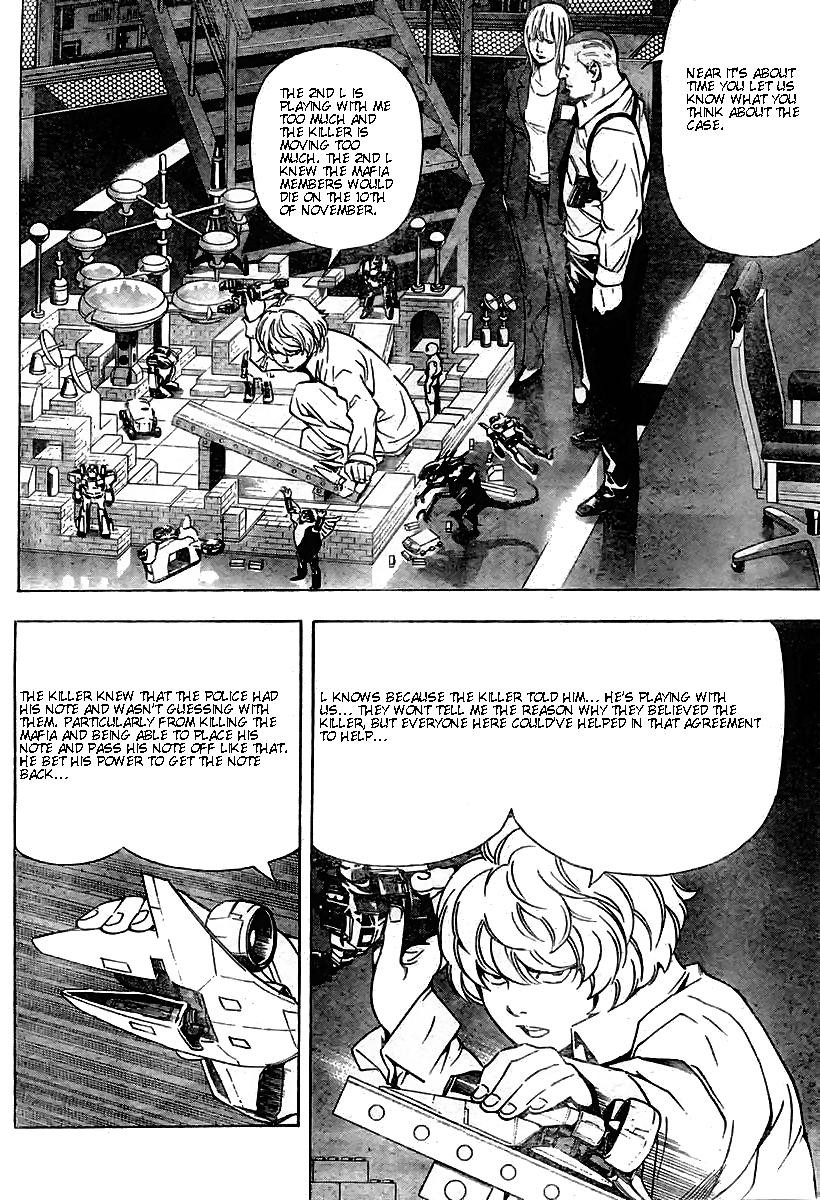 NEAR IT'S ABOUT
TIME YOU LET US
KNOW WHAT YOU
THINK ABOUT THE
CASE.
THE 2ND L IS
PLAYING WITH ME
TOO MUCH AND
THE KILLER IS
MOVING TOO
MUCH. THE 2ND L
KNEW THE MAFIA
MEMBERS WOULD
DIE ON THE 10TH
OF NOVEMBER.
L KNOWS BECAUSE THE KILLER TOLD HIM... HE'S PLAYING WITH
US... THEY WONT TELL ME THE REASON WHY THEY BELIEVED THE
KILLER, BUT EVERYONE HERE COULD'VE HELPED IN THAT AGREEMENT
TO HELP...
THE KILLER KNEW THAT THE POLICE HAD
HIS NOTE AND WASN'T GUESSING WITH
THEM. PARTICULARLY FROM KILLING THE
MAFIA AND BEING ABLE TO PLACE HIS
NOTE AND PASS HIS NOTE OFF LIKE THAT.
HE BET HIS POWER TO GET THE NOTE
BACK...